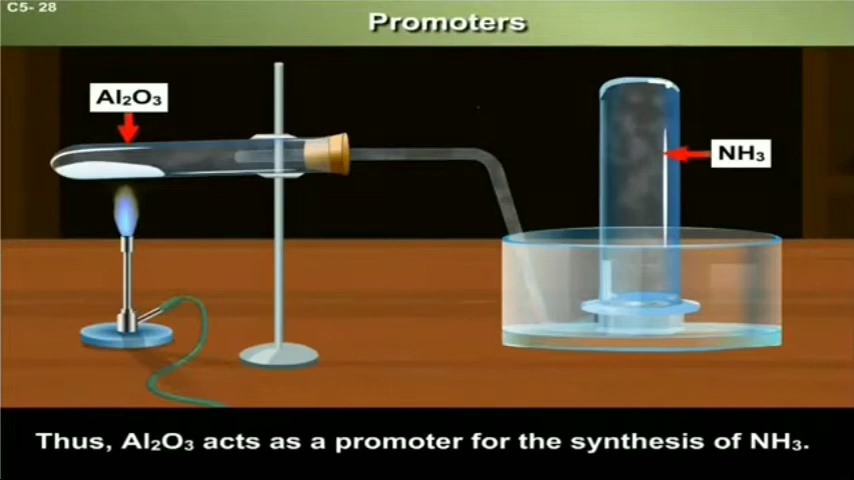 C5- 28
Promoters
Al₂O₃
NH₃
Thus, Al₂O₃ acts as a promoter for the synthesis of NH₃.